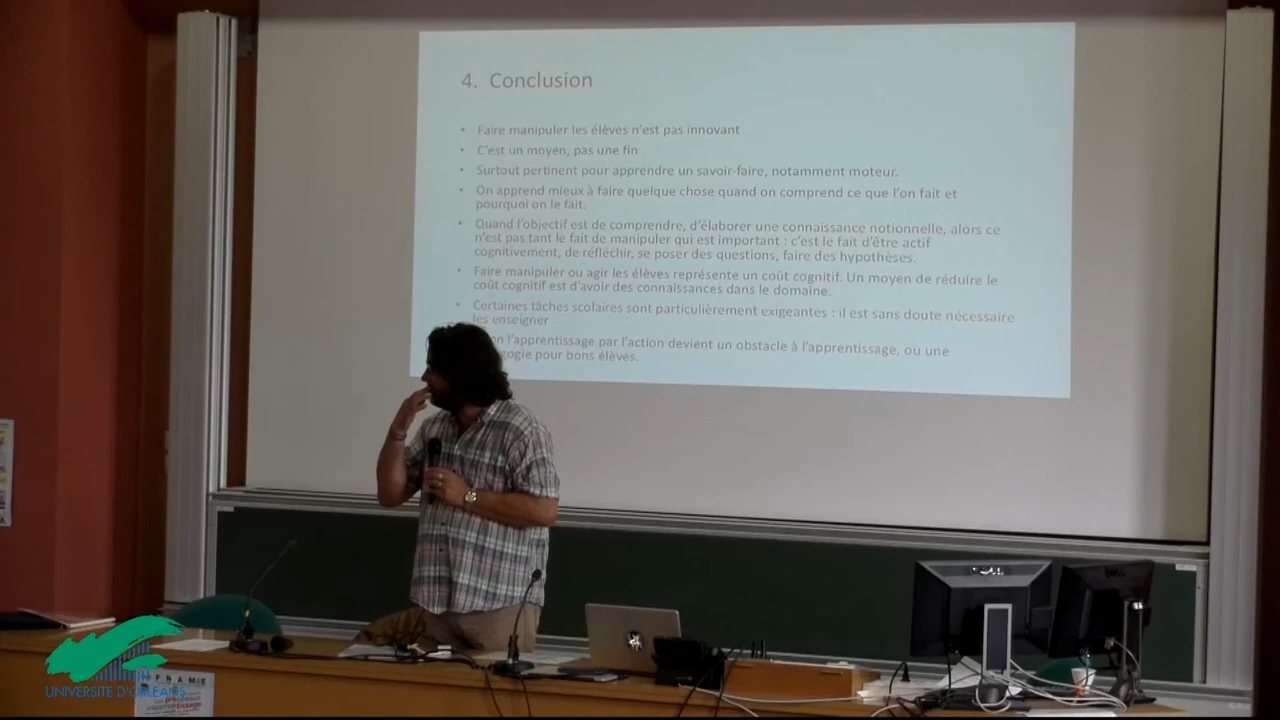 4. Conclusion
• Faire manipuler les élèves n'est pas innovant
• C'est un moyen, pas une fin
• Surtout pertinent pour apprendre un savoir-faire, notamment moteur.
• On apprend mieux à faire quelque chose quand on comprend ce que l'on fait et
pourquoi on le fait.
• Quand l'objectif est de comprendre, d'élaborer une connaissance notionnelle, alors ce
n'est pas tant le fait de manipuler qui est important : c'est le fait d'être actif
cognitivement, de réfléchir, se poser des questions, faire des hypothèses.
• Faire manipuler ou agir les élèves représente un coût cognitif. Un moyen de réduire le
coût cognitif est d'avoir des connaissances dans le domaine.
• Certaines tâches scolaires sont particulièrement exigeantes : il est sans doute nécessaire
les enseigner
l'apprentissage par l'action devient un obstacle à l'apprentissage, ou une
pour bons élèves.
DELL
UNIVERSITE D'ORLEANS
F N A M E
apprentissage